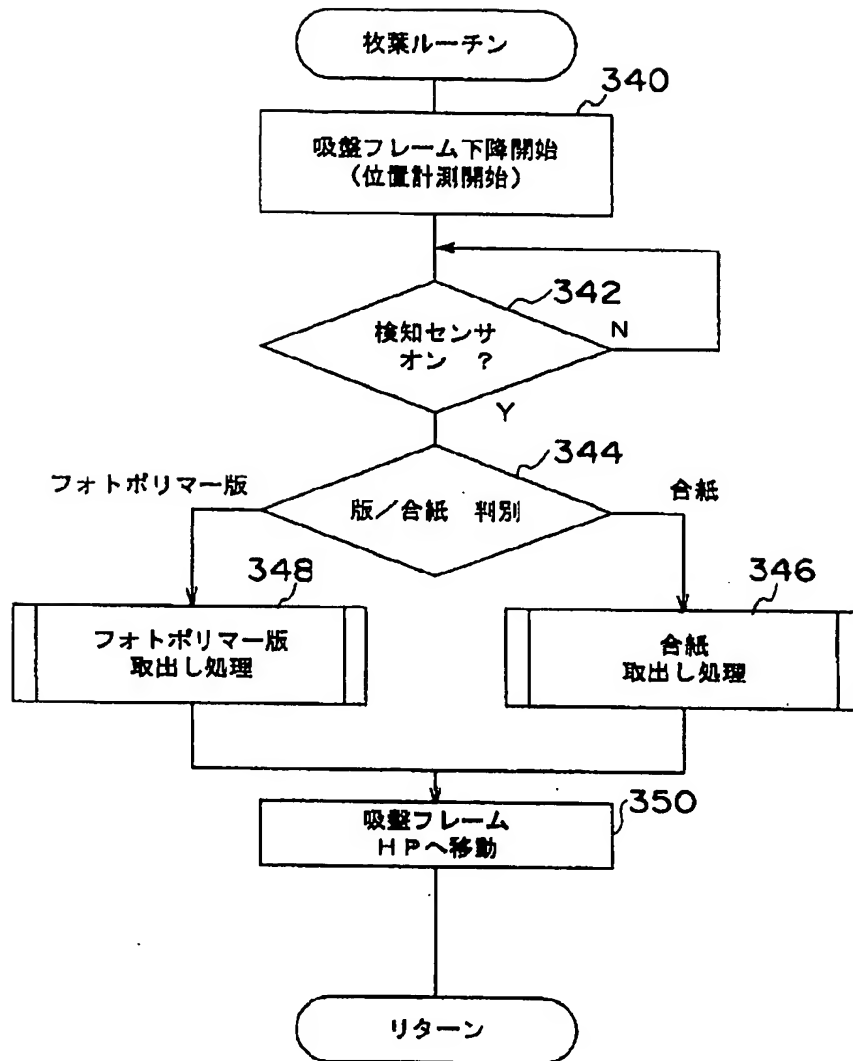 枚葉ルーチン
340
吸盤フレーム下降開始
(位置計測開始)
342
検知センサ
オン ?
N
Y
344
フォトポリマー版
版/合紙 判別
合紙
348
フォトポリマー版
取出し処理
346
合紙
取出し処理
吸盤フレーム
HPへ移動
350
リターン